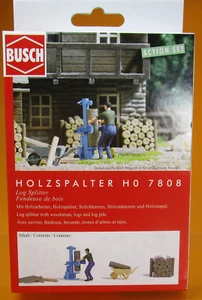 BUSCH
ACTION SET
HOLZSPALTER H0 7808
Log Splitter
Fendeuse de bois
Mit Holzarbeiter, Holzspalter, Schubkarren, Holzstämmen und Holzstapel.
Log splitter with woodsman, logs and log pile.
Inhalt / Contents / Contenu